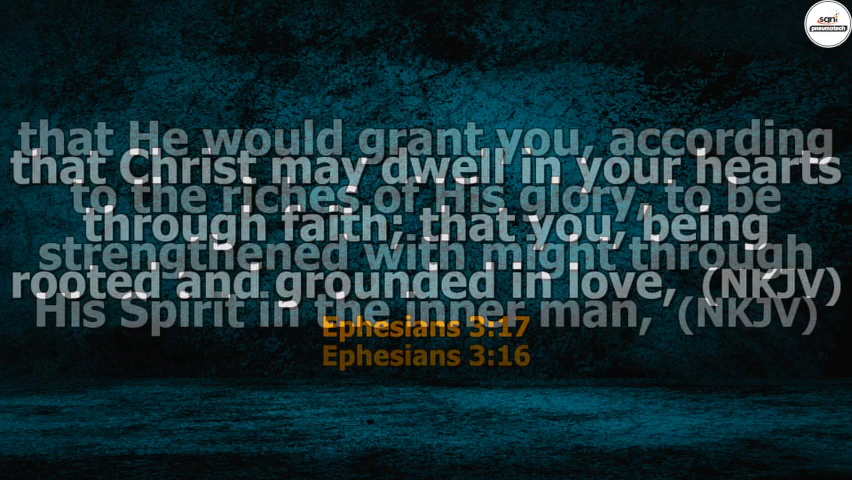 sgni
pneumatech
that He would grant you, according
to the riches of His glory, to be
strengthened with might through
His Spirit in the inner man, (NKJV)
Ephesians 3:16
that Christ may dwell in your hearts
through faith; that you, being
rooted and grounded in love, (NKJV)
Ephesians 3:17